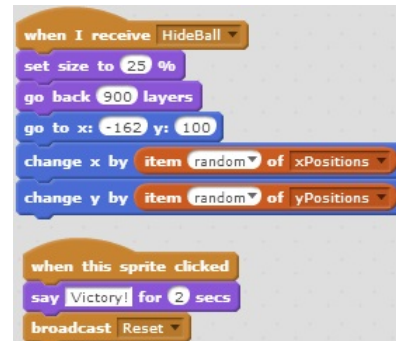 when I receive HideBall
set size to 25 %
go back 900 layers
go to x: -162 y: 100
change x by item random of xPositions
change y by item random of yPositions
when this sprite clicked
say Victory! for 2 secs
broadcast Reset